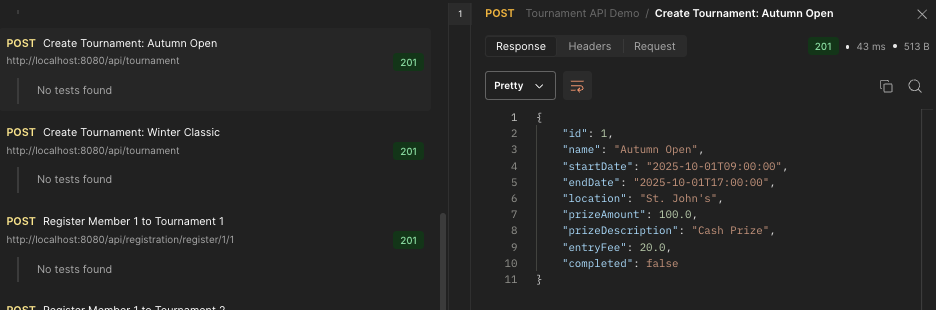 POST Create Tournament: Autumn Open
http://localhost:8080/api/tournament
201
No tests found
POST Create Tournament: Winter Classic
http://localhost:8080/api/tournament
201
No tests found
POST Register Member 1 to Tournament 1
http://localhost:8080/api/registration/register/1/1
201
No tests found
POST Register Member 1 to Tournament 2
1
POST Tournament API Demo / Create Tournament: Autumn Open
Response Headers Request
201 • 43 ms • 513 B
Pretty
1 {
2 "id": 1,
3 "name": "Autumn Open",
4 "startDate": "2025-10-01T09:00:00",
5 "endDate": "2025-10-01T17:00:00",
6 "location": "St. John's",
7 "prizeAmount": 100.0,
8 "prizeDescription": "Cash Prize",
9 "entryFee": 20.0,
10 "completed": false
11 }